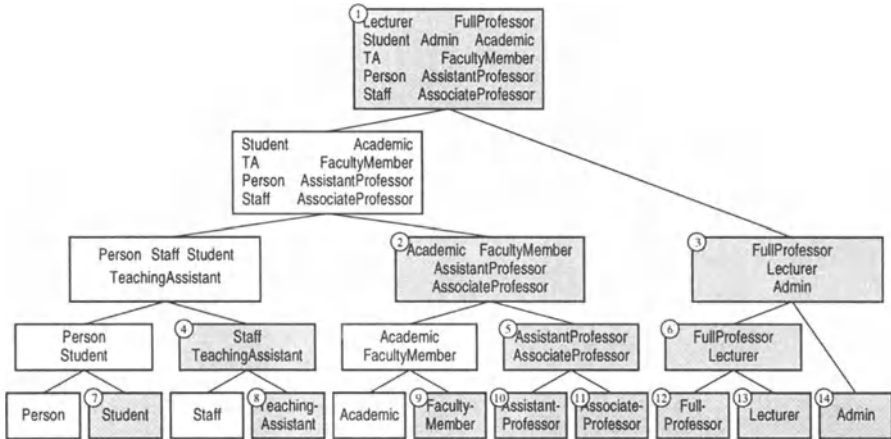 1
Lecturer FullProfessor
Student Admin Academic
TA FacultyMember
Person AssistantProfessor
Staff AssociateProfessor
Student Academic
TA FacultyMember
Person AssistantProfessor
Staff AssociateProfessor
Person Staff Student
TeachingAssistant
2
Academic FacultyMember
AssistantProfessor
AssociateProfessor
3
FullProfessor
Lecturer
Admin
Person
Student
4
Staff
TeachingAssistant
Academic
FacultyMember
5
AssistantProfessor
AssociateProfessor
6
FullProfessor
Lecturer
Person
7
Student
Staff
8
Teaching-
Assistant
Academic
9
Faculty-
Member
10
Assistant-
Professor
11
Associate-
Professor
12
Full-
Professor
13
Lecturer
14
Admin